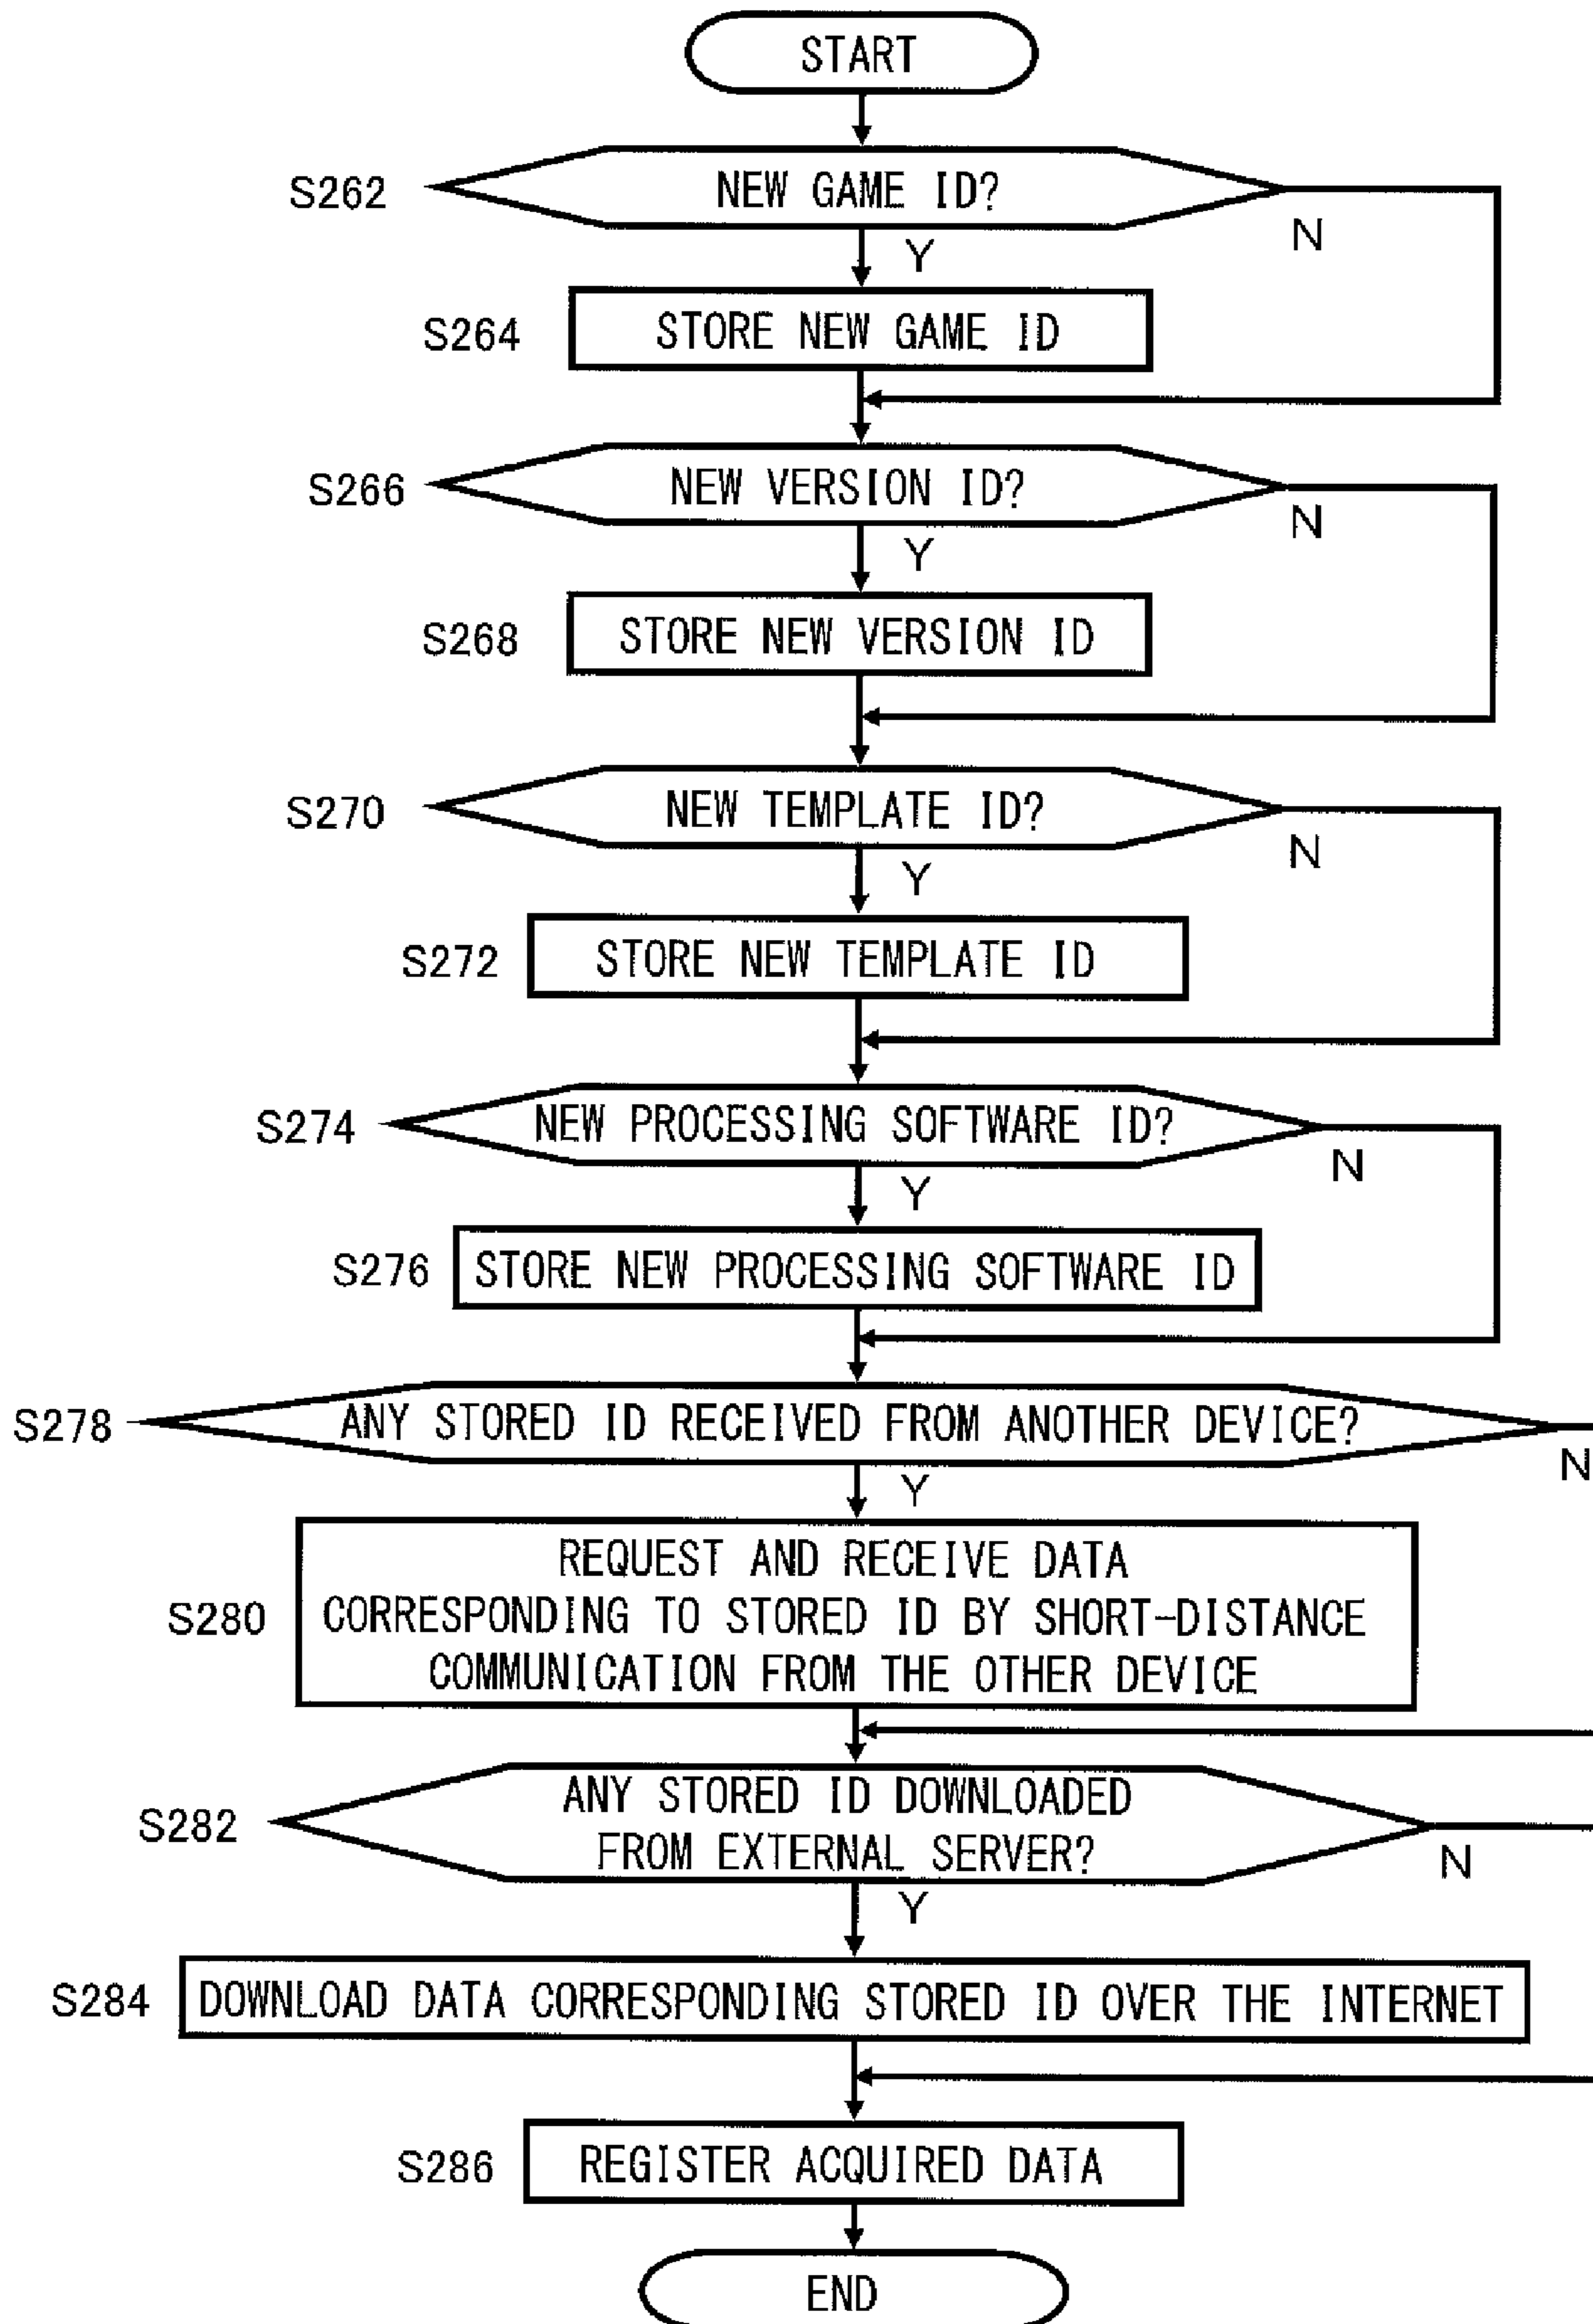 START
S262
NEW GAME ID?
N
Y
S264
STORE NEW GAME ID
S266
NEW VERSION ID?
N
Y
S268
STORE NEW VERSION ID
S270
NEW TEMPLATE ID?
N
Y
S272
STORE NEW TEMPLATE ID
S274
NEW PROCESSING SOFTWARE ID?
N
Y
S276
STORE NEW PROCESSING SOFTWARE ID
S278
ANY STORED ID RECEIVED FROM ANOTHER DEVICE?
N
Y
S280
REQUEST AND RECEIVE DATA
CORRESPONDING TO STORED ID BY SHORT-DISTANCE
COMMUNICATION FROM THE OTHER DEVICE
S282
ANY STORED ID DOWNLOADED
FROM EXTERNAL SERVER?
N
Y
S284
DOWNLOAD DATA CORRESPONDING STORED ID OVER THE INTERNET
S286
REGISTER ACQUIRED DATA
END